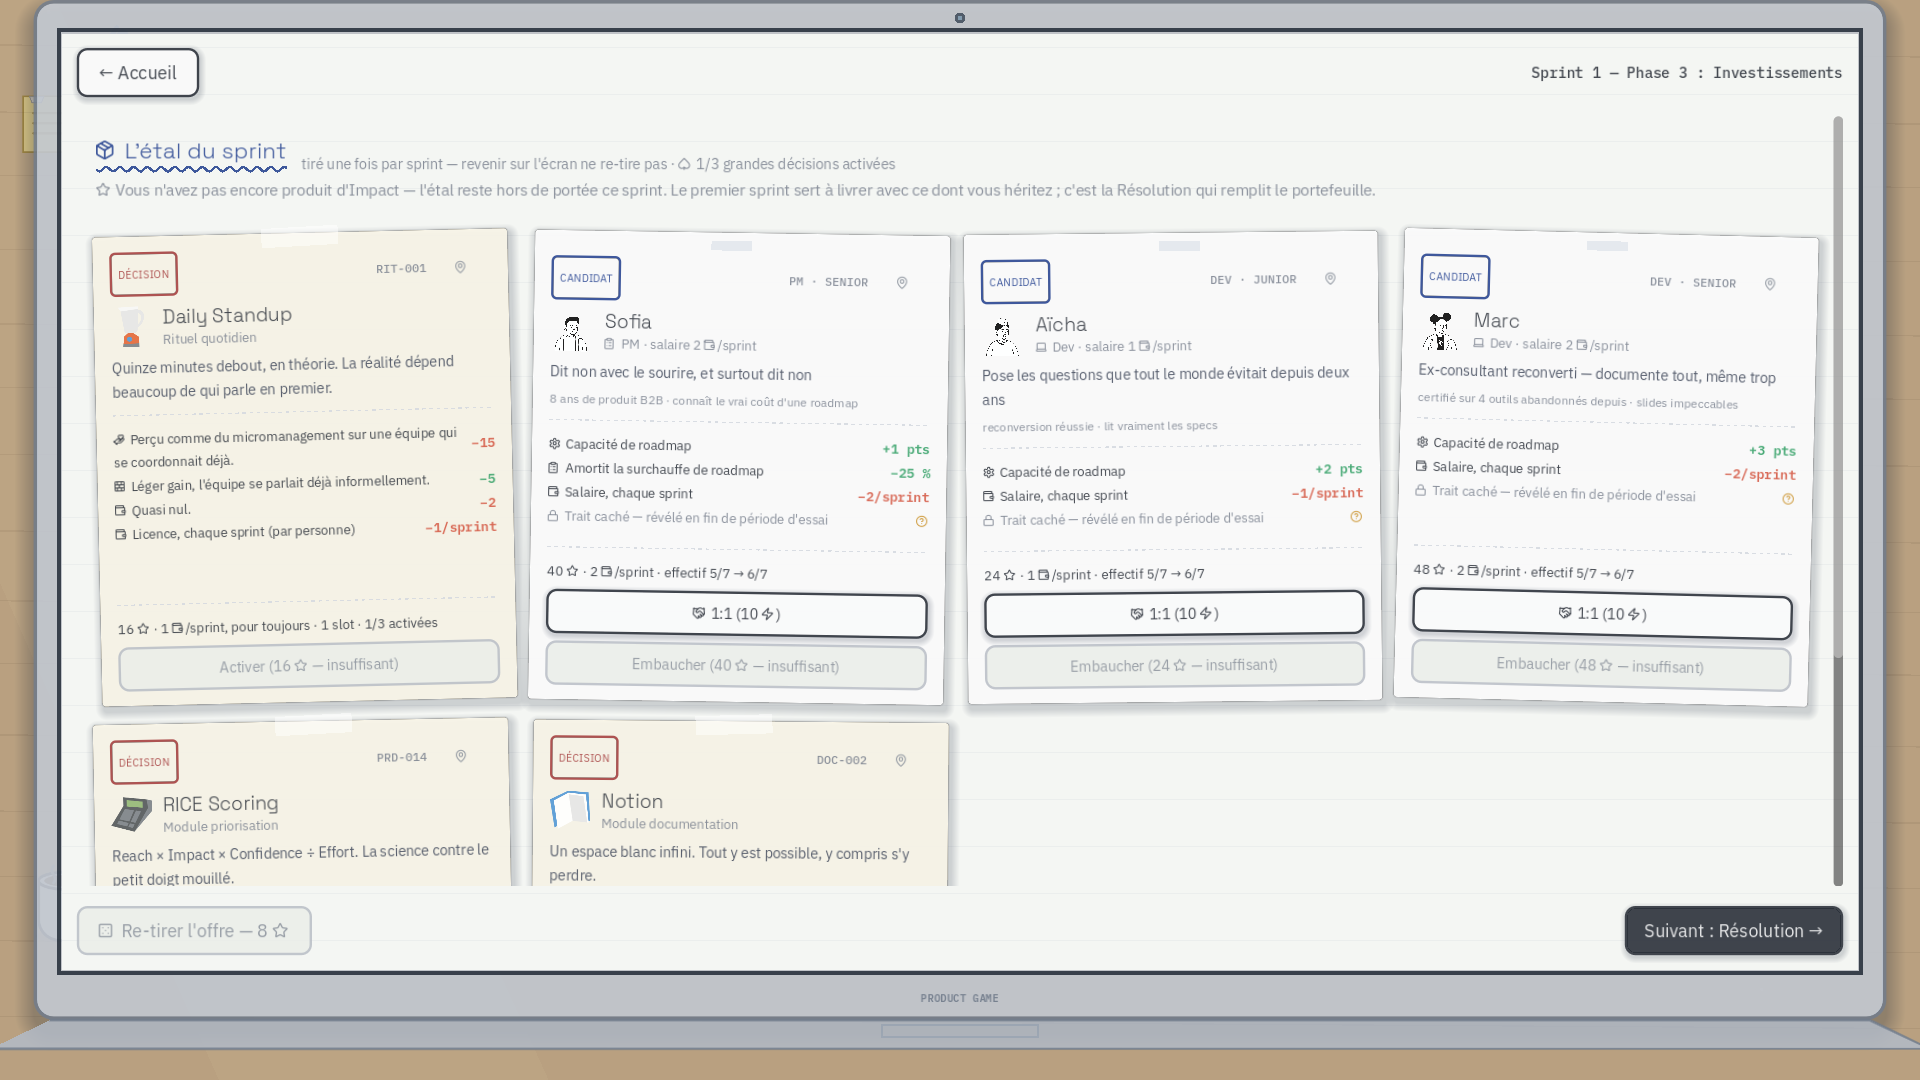 ← Accueil
Sprint 1 — Phase 3 : Investissements
L'étal du sprint
tiré une fois par sprint — revenir sur l'écran ne re-tire pas · 1/3 grandes décisions activées
Vous n'avez pas encore produit d'Impact — l'étal reste hors de portée ce sprint. Le premier sprint sert à livrer avec ce dont vous héritez ; c'est la Résolution qui remplit le portefeuille.
DÉCISION
RIT-001
Daily Standup
Rituel quotidien
Quinze minutes debout, en théorie. La réalité dépend
beaucoup de qui parle en premier.
Perçu comme du micromanagement sur une équipe qui
se coordonnait déjà.
−15
Léger gain, l'équipe se parlait déjà informellement.
−5
Quasi nul.
−2
Licence, chaque sprint (par personne)
−1/sprint
16 · 1 /sprint, pour toujours · 1 slot · 1/3 activées
Activer (16 — insuffisant)
CANDIDAT
PM · SENIOR
Sofia
PM · salaire 2 /sprint
Dit non avec le sourire, et surtout dit non
8 ans de produit B2B · connaît le vrai coût d'une roadmap
Capacité de roadmap
+1 pts
Amortit la surchauffe de roadmap
−25 %
Salaire, chaque sprint
−2/sprint
Trait caché — révélé en fin de période d'essai
40 · 2 /sprint · effectif 5/7 → 6/7
1:1 (10 )
Embaucher (40 — insuffisant)
CANDIDAT
DEV · JUNIOR
Aïcha
Dev · salaire 1 /sprint
Pose les questions que tout le monde évitait depuis deux
ans
reconversion réussie · lit vraiment les specs
Capacité de roadmap
+2 pts
Salaire, chaque sprint
−1/sprint
Trait caché — révélé en fin de période d'essai
24 · 1 /sprint · effectif 5/7 → 6/7
1:1 (10 )
Embaucher (24 — insuffisant)
CANDIDAT
DEV · SENIOR
Marc
Dev · salaire 2 /sprint
Ex-consultant reconverti — documente tout, même trop
certifié sur 4 outils abandonnés depuis · slides impeccables
Capacité de roadmap
+3 pts
Salaire, chaque sprint
−2/sprint
Trait caché — révélé en fin de période d'essai
48 · 2 /sprint · effectif 5/7 → 6/7
1:1 (10 )
Embaucher (48 — insuffisant)
DÉCISION
PRD-014
RICE Scoring
Module priorisation
Reach × Impact × Confidence ÷ Effort. La science contre le
petit doigt mouillé.
DÉCISION
DOC-002
Notion
Module documentation
Un espace blanc infini. Tout y est possible, y compris s'y
perdre.
Re-tirer l'offre — 8
Suivant : Résolution →
PRODUCT GAME